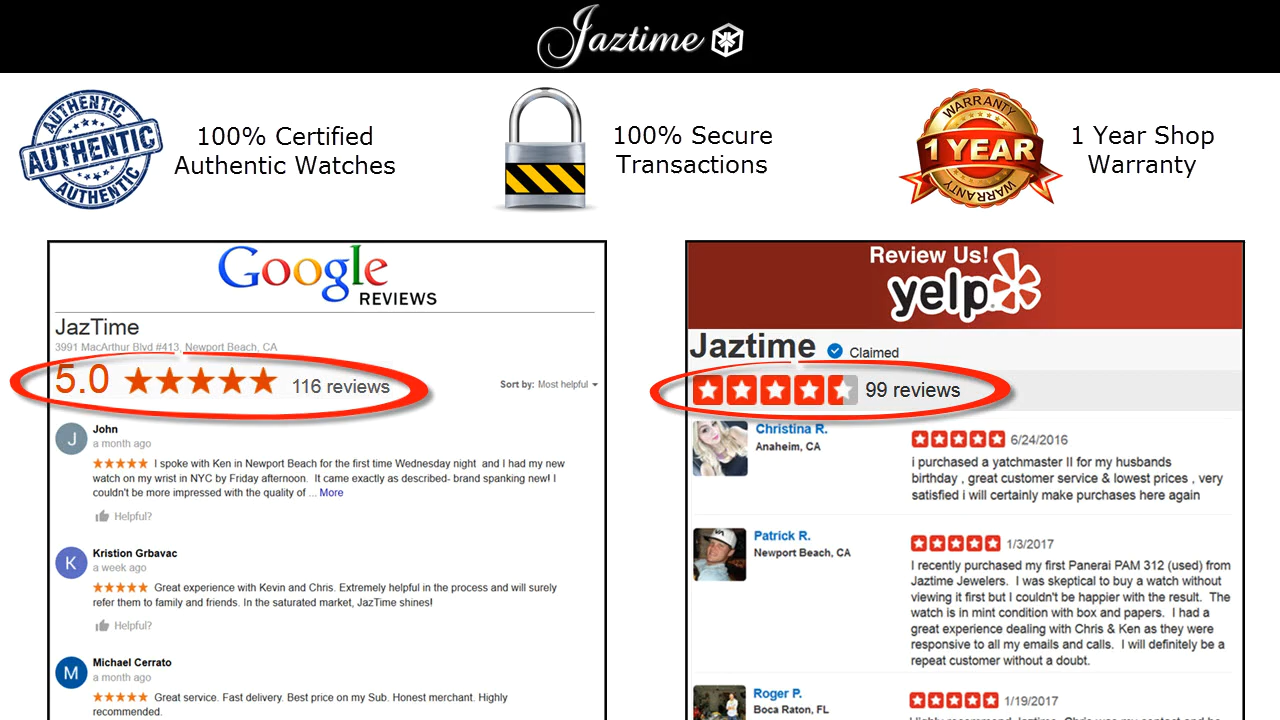 Jaztime
AUTHENTIC
AUTHENTIC
AUTHENTIC
100% Certified
Authentic Watches
100% Secure
Transactions
WARRANTY
1 YEAR
WARRANTY
1 Year Shop
Warranty
Google
REVIEWS
JazTime
3991 MacArthur Blvd #413, Newport Beach, CA
5.0 116 reviews
Sort by: Most helpful
J
John
a month ago
I spoke with Ken in Newport Beach for the first time Wednesday night and I had my new
watch on my wrist in NYC by Friday afternoon. It came exactly as described- brand spanking new! I
couldn't be more impressed with the quality of ... More
Helpful?
K
Kristion Grbavac
a week ago
Great experience with Kevin and Chris. Extremely helpful in the process and will surely
refer them to family and friends. In the saturated market, JazTime shines!
Helpful?
M
Michael Cerrato
a month ago
Great service. Fast delivery. Best price on my Sub. Honest merchant. Highly
recommended.
Review Us!
yelp
Jaztime Claimed
99 reviews
Christina R.
Anaheim, CA
6/24/2016
i purchased a yatchmaster II for my husbands
birthday , great customer service & lowest prices , very
satisfied i will certainly make purchases here again
Patrick R.
Newport Beach, CA
1/3/2017
I recently purchased my first Panerai PAM 312 (used) from
Jaztime Jewelers. I was skeptical to buy a watch without
viewing it first but I couldn't be happier with the result. The
watch is in mint condition with box and papers. I had a
great experience dealing with Chris & Ken as they were
responsive to all my emails and calls. I will definitely be a
repeat customer without a doubt.
Roger P.
Boca Raton, FL
1/19/2017
Highly recommend Jaztime. Chris was my contact and he